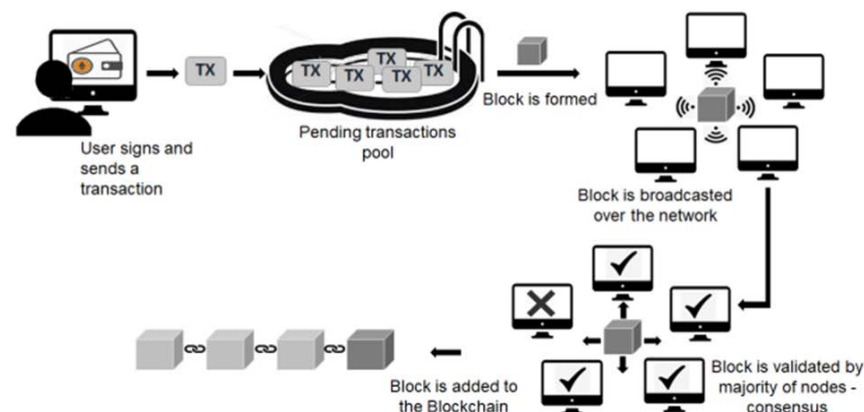 TX
TX
TX
TX
TX
TX
User signs and
sends a
transaction
Pending transactions
pool
Block is formed
Block is broadcasted
over the network
Block is validated by
majority of nodes -
consensus
Block is added to
the Blockchain